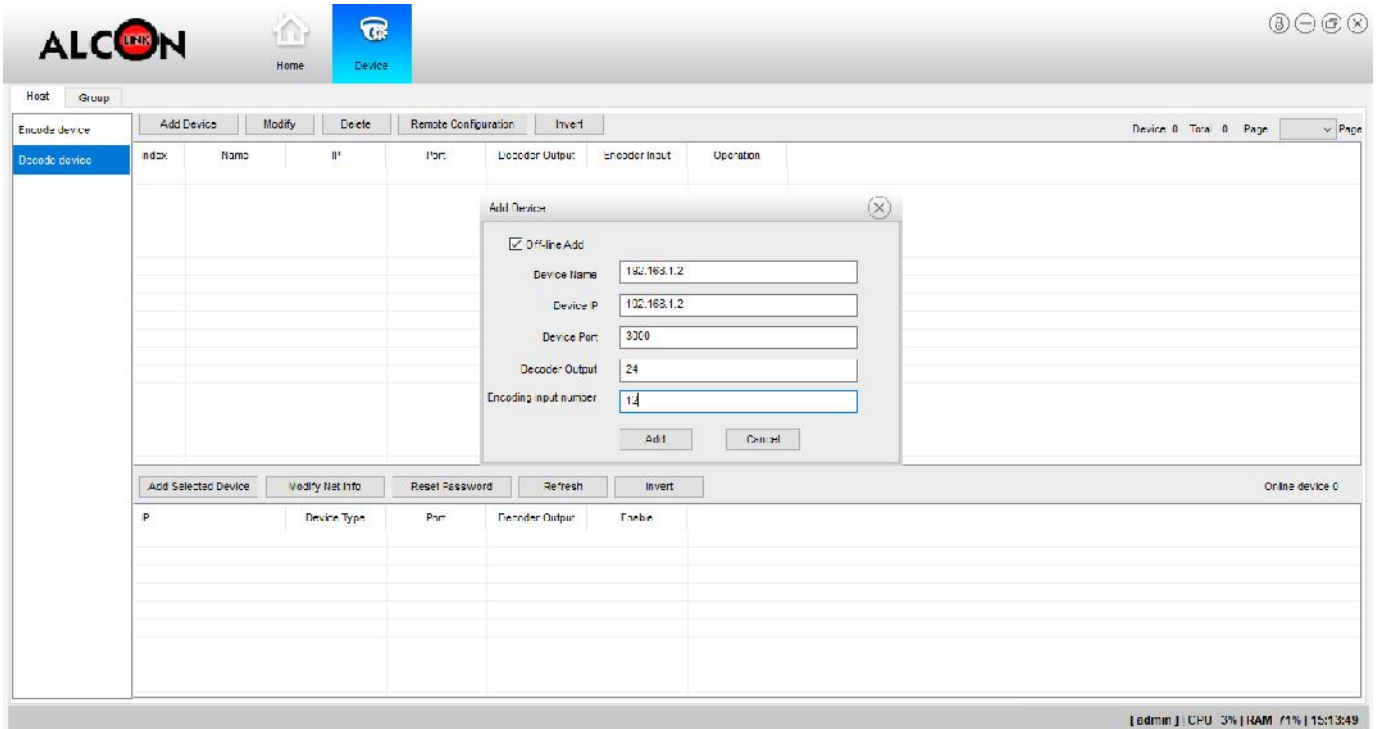 ALCON LINK
Home
Device
Host Group
Encode device
Decode device
Add Device Modify Delete Remote Configuration Invert
Device 0 Total 0 Page Page
Index Name IP Port Decoder Output Encoder Input Operation
Add Device
Off-line Add
Device Name 192.168.1.2
Device IP 192.168.1.2
Device Port 3000
Decoder Output 24
Encoding input number 12
Add Cancel
Add Selected Device Modify Net Info Reset Password Refresh Invert
Online device 0
IP Device Type Port Decoder Output Enable
[ admin ] | CPU 3% | RAM 71% | 15:13:49